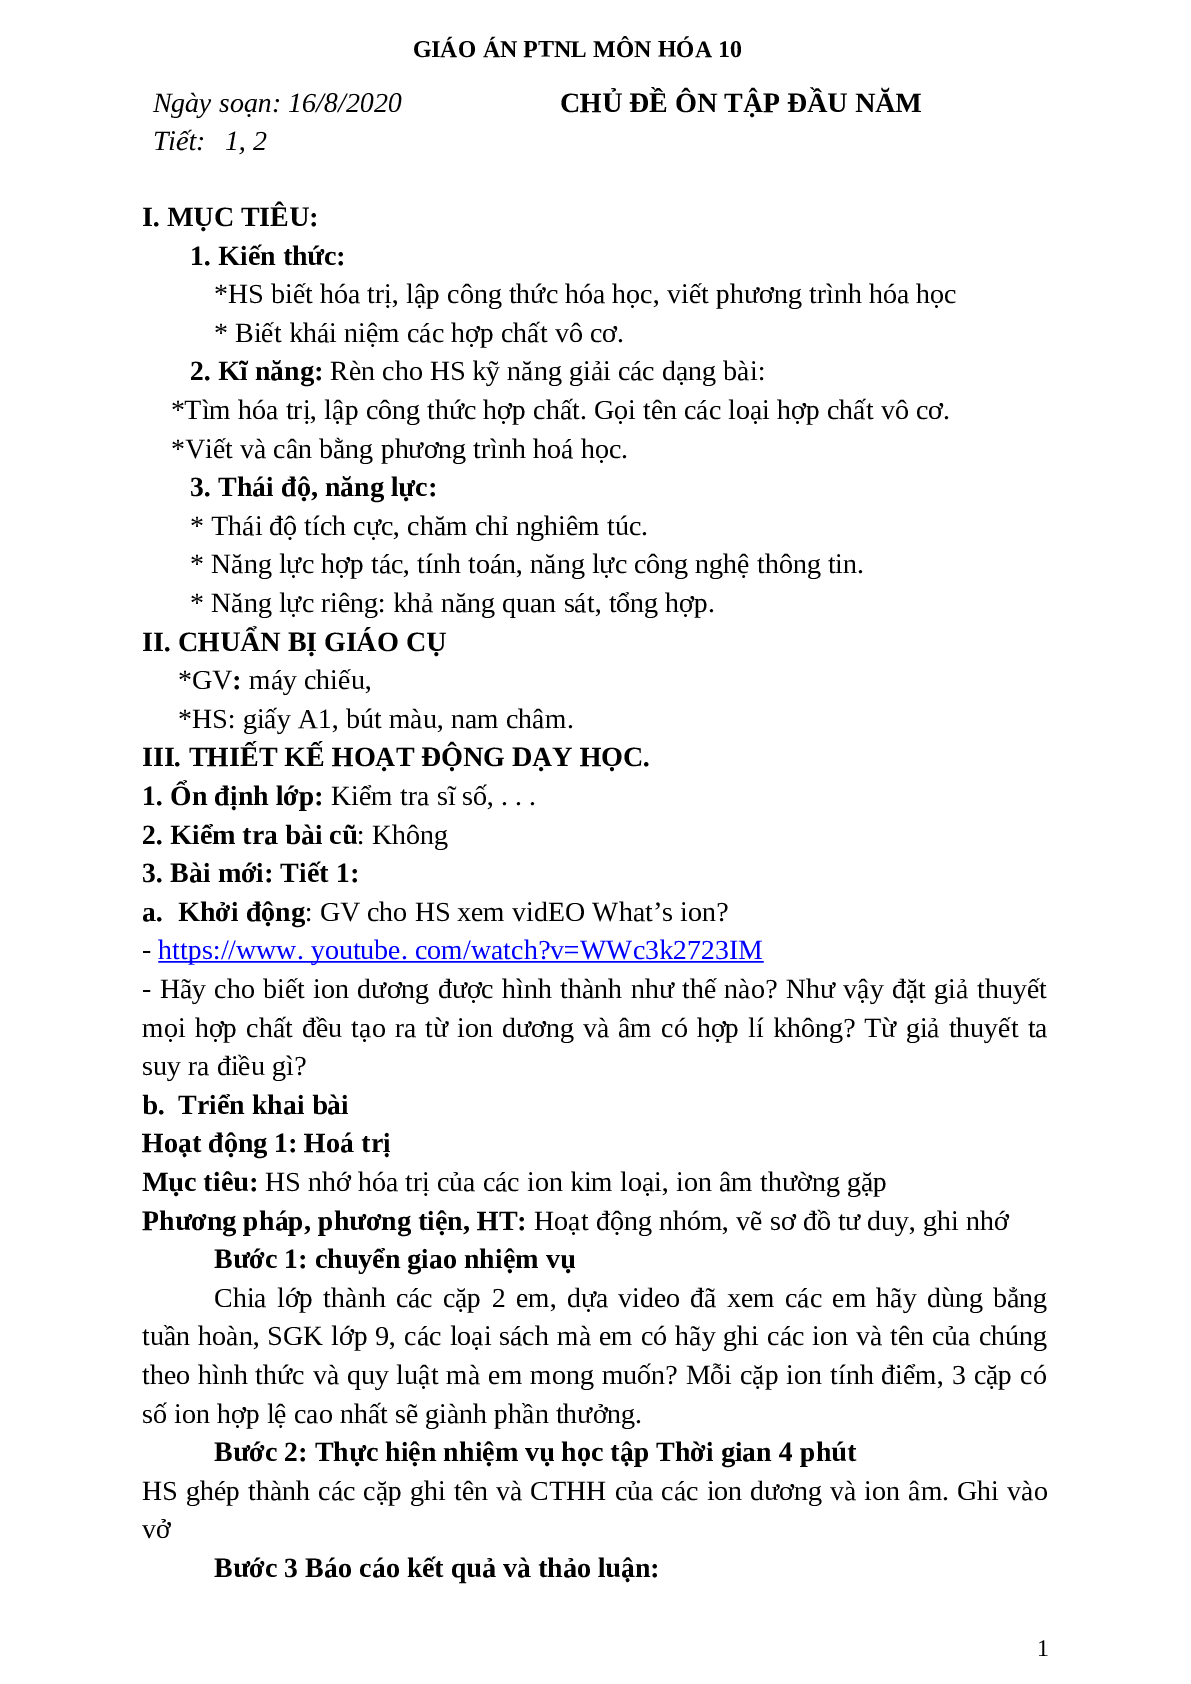 GIÁO ÁN PTNL MÔN HÓA 10
Ngày soạn: 16/8/2020
CHỦ ĐỀ ÔN TẬP ĐẦU NĂM
Tiết: 1, 2
I. MỤC TIÊU:
1. Kiến thức:
*HS biết hóa trị, lập công thức hóa học, viết phương trình hóa học
* Biết khái niệm các hợp chất vô cơ.
2. Kĩ năng: Rèn cho HS kỹ năng giải các dạng bài:
*Tìm hóa trị, lập công thức hợp chất. Gọi tên các loại hợp chất vô cơ.
*Viết và cân bằng phương trình hoá học.
3. Thái độ, năng lực:
* Thái độ tích cực, chăm chỉ nghiêm túc.
* Năng lực hợp tác, tính toán, năng lực công nghệ thông tin.
* Năng lực riêng: khả năng quan sát, tổng hợp.
II. CHUẨN BỊ GIÁO CỤ
*GV: máy chiếu,
*HS: giấy A1, bút màu, nam châm.
III. THIẾT KẾ HOẠT ĐỘNG DẠY HỌC.
1. Ổn định lớp: Kiểm tra sĩ số, . . .
2. Kiểm tra bài cũ: Không
3. Bài mới: Tiết 1:
a. Khởi động: GV cho HS xem vidEO What’s ion?
- https://www. youtube. com/watch?v=WWc3k2723IM
- Hãy cho biết ion dương được hình thành như thế nào? Như vậy đặt giả thuyết
mọi hợp chất đều tạo ra từ ion dương và âm có hợp lí không? Từ giả thuyết ta
suy ra điều gì?
b. Triển khai bài
Hoạt động 1: Hoá trị
Mục tiêu: HS nhớ hóa trị của các ion kim loại, ion âm thường gặp
Phương pháp, phương tiện, HT: Hoạt động nhóm, vẽ sơ đồ tư duy, ghi nhớ
Bước 1: chuyển giao nhiệm vụ
Chia lớp thành các cặp 2 em, dựa video đã xem các em hãy dùng bẳng
tuần hoàn, SGK lớp 9, các loại sách mà em có hãy ghi các ion và tên của chúng
theo hình thức và quy luật mà em mong muốn? Mỗi cặp ion tính điểm, 3 cặp có
số ion hợp lệ cao nhất sẽ giành phần thưởng.
Bước 2: Thực hiện nhiệm vụ học tập Thời gian 4 phút
HS ghép thành các cặp ghi tên và CTHH của các ion dương và ion âm. Ghi vào
vở
Bước 3 Báo cáo kết quả và thảo luận:
1